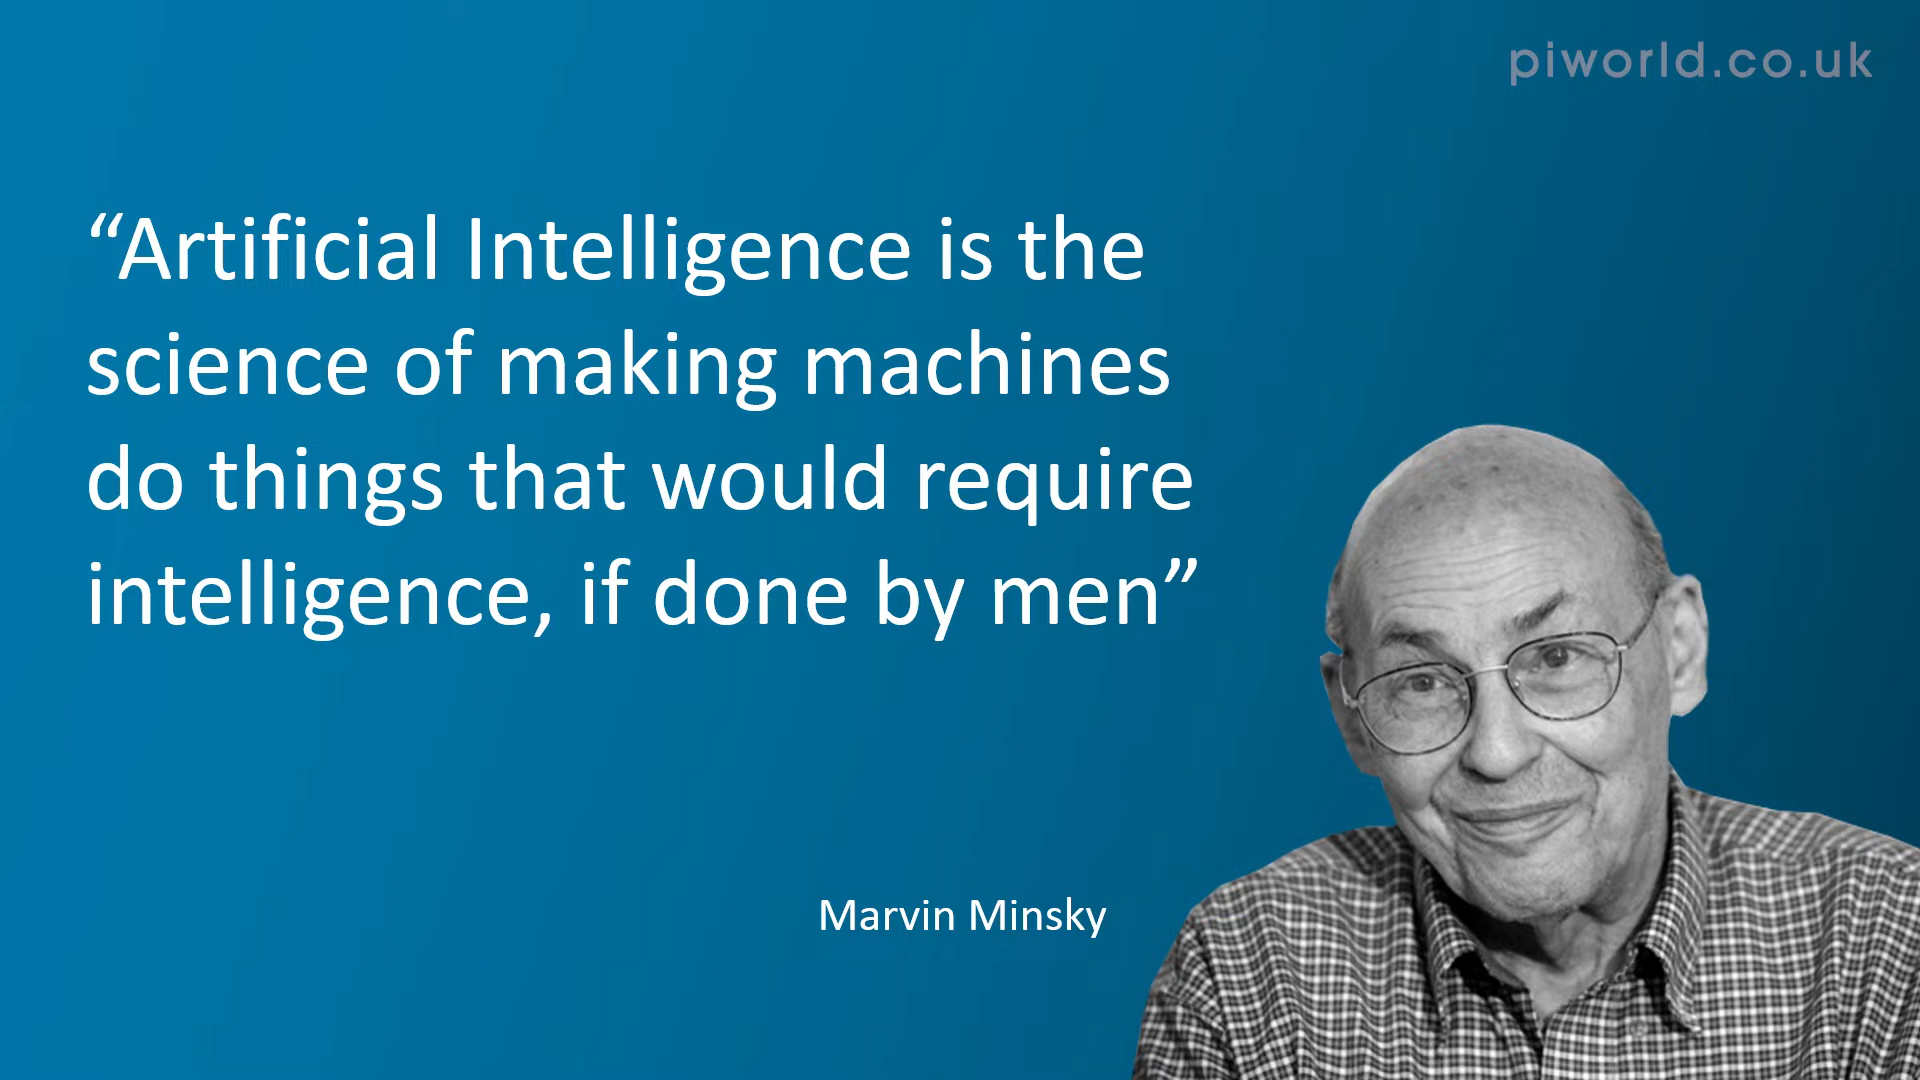 piworld.co.uk
“Artificial Intelligence is the
science of making machines
do things that would require
intelligence, if done by men”
Marvin Minsky